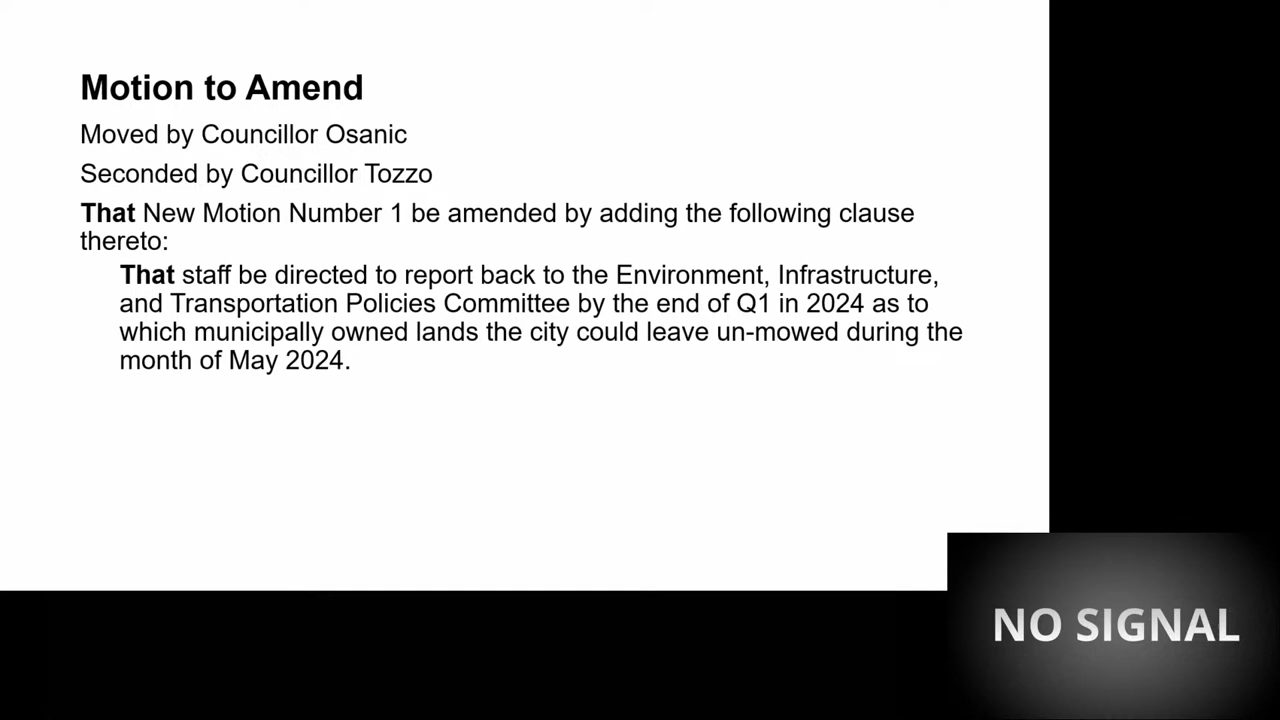 Motion to Amend
Moved by Councillor Osanic
Seconded by Councillor Tozzo
That New Motion Number 1 be amended by adding the following clause
thereto:
That staff be directed to report back to the Environment, Infrastructure,
and Transportation Policies Committee by the end of Q1 in 2024 as to
which municipally owned lands the city could leave un-mowed during the
month of May 2024.
NO SIGNAL